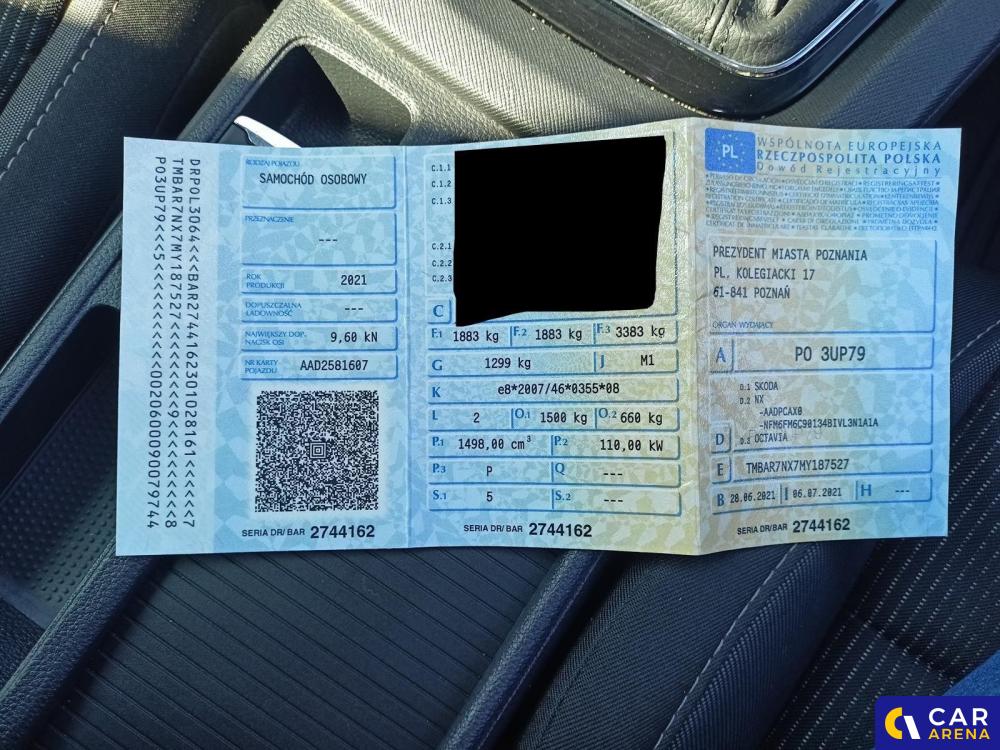 DRPOL3064<<BAR2744162301028161<<<<<<7
P03UP79<<5<<<<<<<<<<<<<<0020600090079744
RODZAJ POJAZDU
SAMOCHÓD OSOBOWY
PRZEZNACZENIE
---
ROK PRODUKCJI 2021
DOPUSZCZALNA ŁADOWNOŚĆ ---
NAJWIĘKSZY DOP. NACISK OSI 9,60 kN
NR KARTY POJAZDU AAD2581607
SERIA DR/BAR 2744162
C.1.1
C.1.2
C.1.3
C.2.1
C.2.2
C.2.3
C
F.1 1883 kg F.2 1883 kg F.3 3383 kg
G 1299 kg J M1
K e8*2007/46*0355*08
L 2 O.1 1500 kg O.2 660 kg
P.1 1498,00 cm³ P.2 110,00 kW
P.3 P Q ---
S.1 5 S.2 ---
SERIA DR/BAR 2744162
PL
WSPÓLNOTA EUROPEJSKA
RZECZPOSPOLITA POLSKA
Dowód Rejestracyjny
PREZYDENT MIASTA POZNANIA
PL. KOLEGIACKI 17
61-841 POZNAŃ
ORGAN WYDAJĄCY
A PO 3UP79
D.1 SKODA
D.2 NX
-AADPCAX0
-NFM6FM6C90134BIVL3N1A1A
D D.3 OCTAVIA
E TMBAR7NX7MY187527
B 28.06.2021 I 06.07.2021 H ---
SERIA DR/BAR 2744162
CAR
ARENA